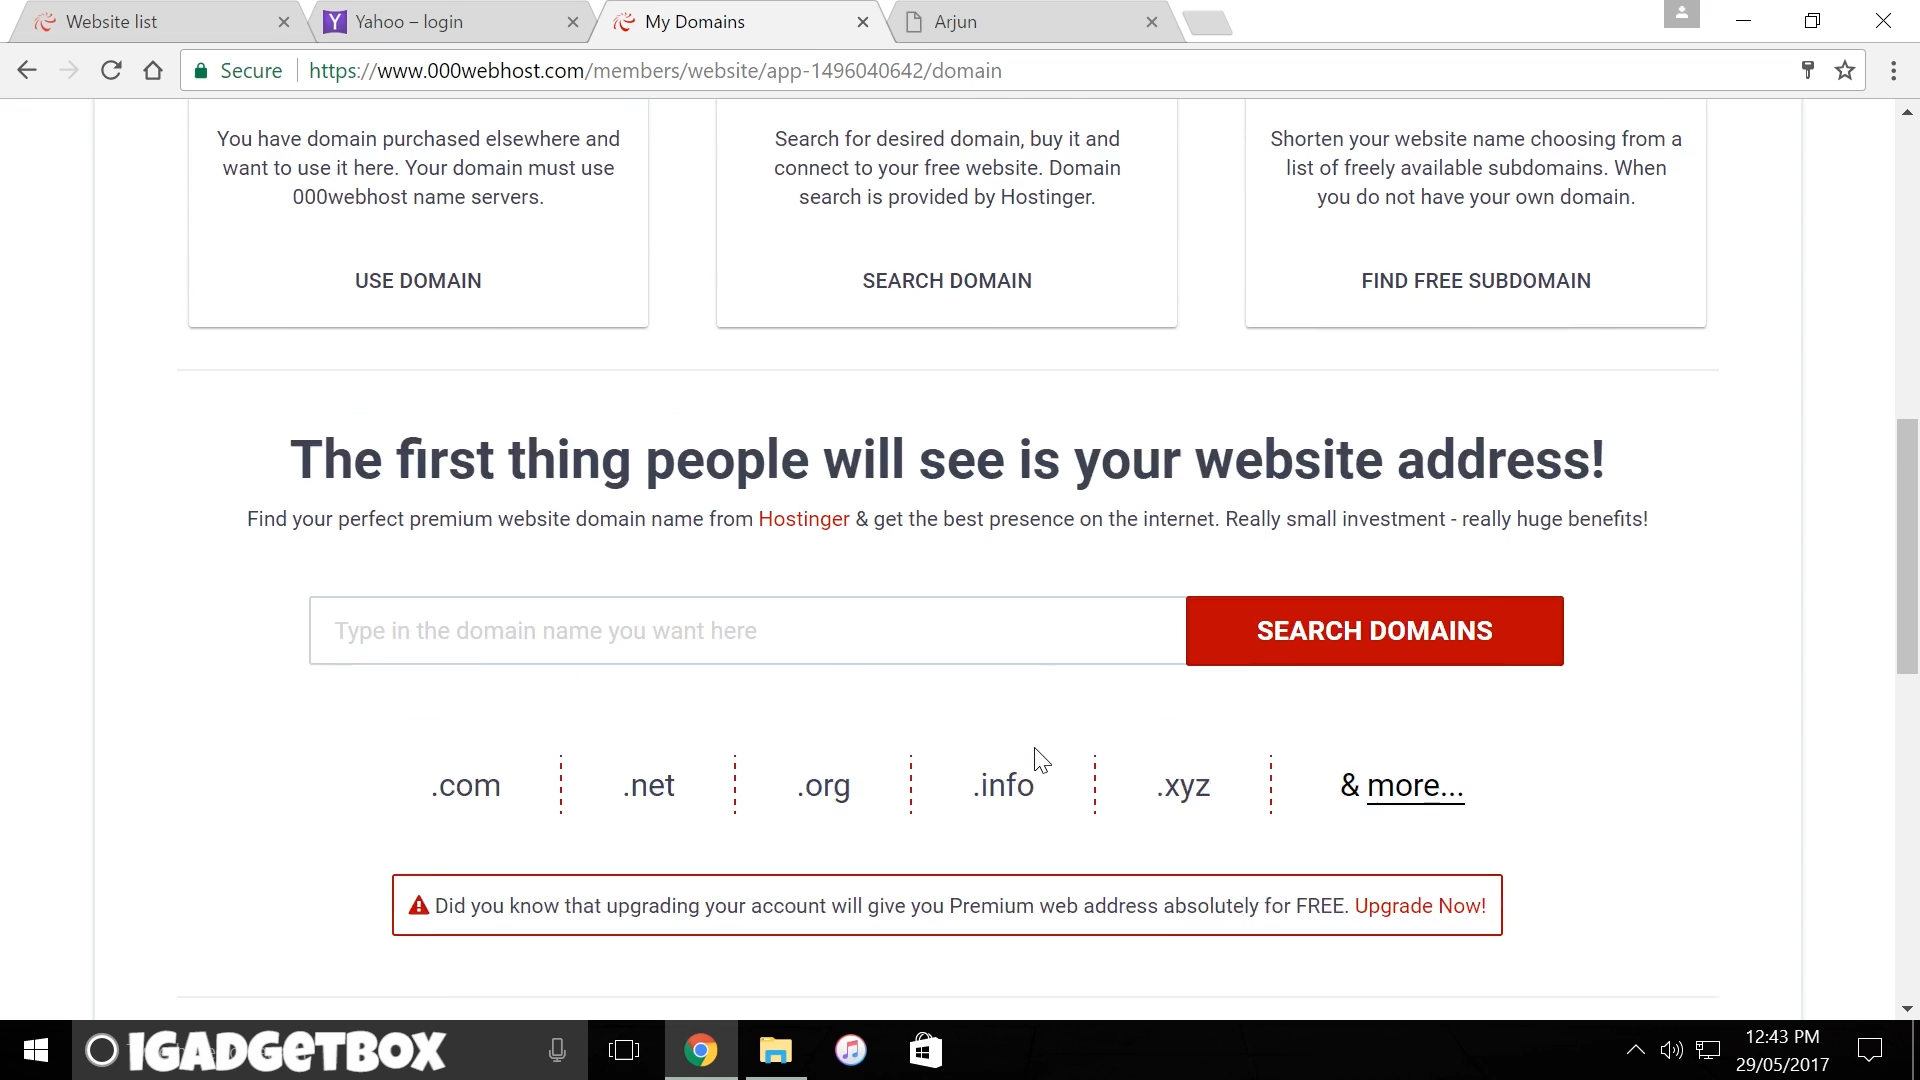 Website list
Yahoo – login
My Domains
Arjun
Secure
https://www.000webhost.com/members/website/app-1496040642/domain
You have domain purchased elsewhere and
want to use it here. Your domain must use
000webhost name servers.
USE DOMAIN
Search for desired domain, buy it and
connect to your free website. Domain
search is provided by Hostinger.
SEARCH DOMAIN
Shorten your website name choosing from a
list of freely available subdomains. When
you do not have your own domain.
FIND FREE SUBDOMAIN
The first thing people will see is your website address!
Find your perfect premium website domain name from Hostinger & get the best presence on the internet. Really small investment - really huge benefits!
Type in the domain name you want here
SEARCH DOMAINS
.com .net .org .info .xyz & more...
Did you know that upgrading your account will give you Premium web address absolutely for FREE. Upgrade Now!
IGADGETBOX
12:43 PM
29/05/2017